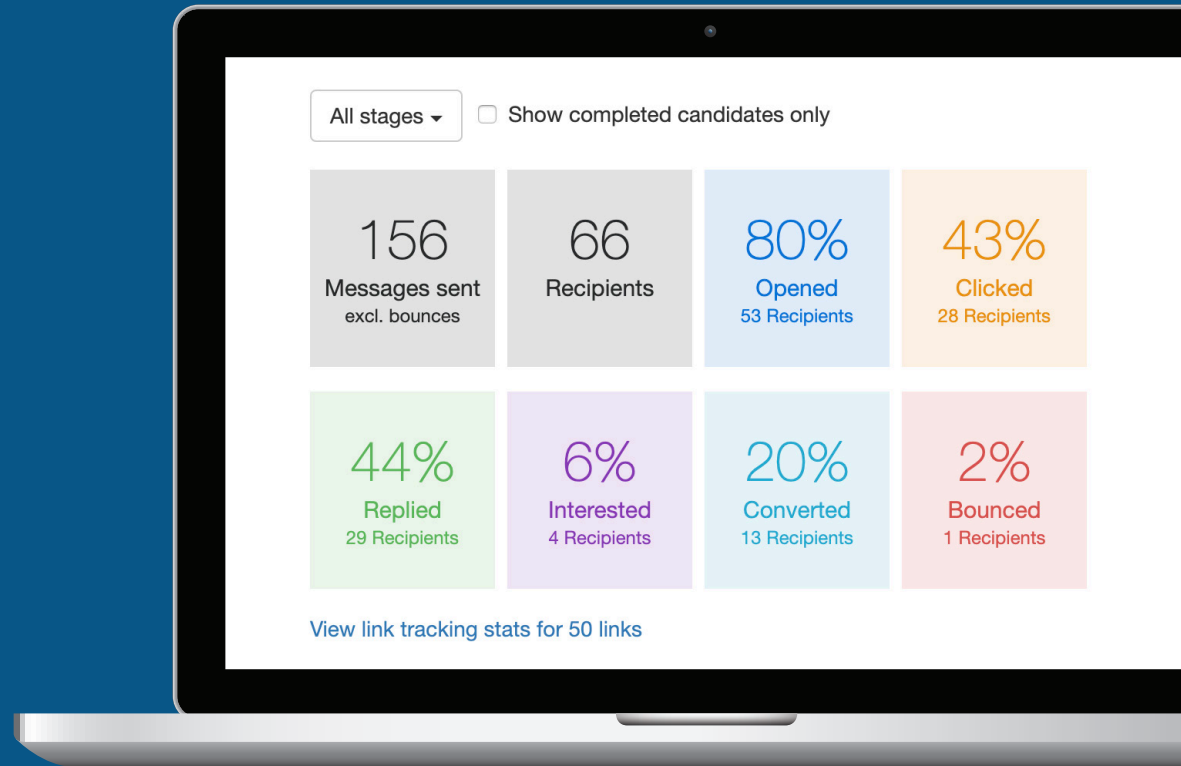 All stages
Show completed candidates only
156
Messages sent
excl. bounces
66
Recipients
80%
Opened
53 Recipients
43%
Clicked
28 Recipients
44%
Replied
29 Recipients
6%
Interested
4 Recipients
20%
Converted
13 Recipients
2%
Bounced
1 Recipients
View link tracking stats for 50 links